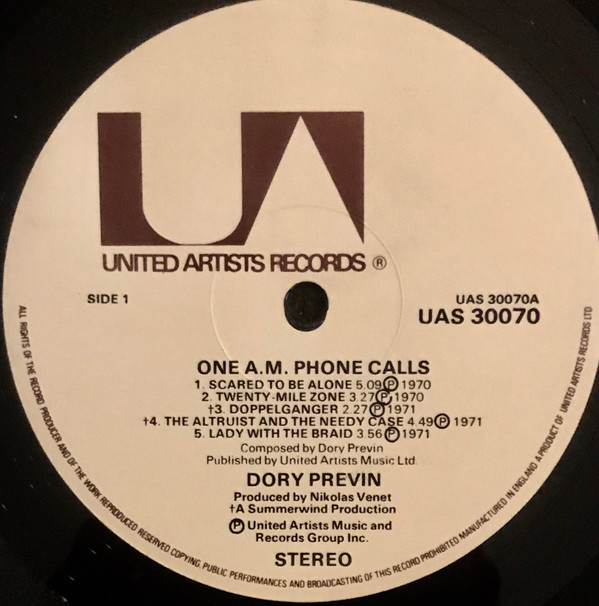 UA
UNITED ARTISTS RECORDS ®
SIDE 1
UAS 30070A
UAS 30070
ONE A.M. PHONE CALLS
1. SCARED TO BE ALONE 5.09 ℗ 1970
2. TWENTY-MILE ZONE 3.27 ℗ 1970
†3. DOPPELGANGER 2.27 ℗ 1971
†4. THE ALTRUIST AND THE NEEDY CASE 4.49 ℗ 1971
5. LADY WITH THE BRAID 3.56 ℗ 1971
Composed by Dory Previn
Published by United Artists Music Ltd.
DORY PREVIN
Produced by Nikolas Venet
†A Summerwind Production
℗ United Artists Music and
Records Group Inc.
STEREO
ALL RIGHTS OF THE RECORD PRODUCER AND OF THE WORK REPRODUCED RESERVED COPYING, PUBLIC PERFORMANCES AND BROADCASTING OF THIS RECORD PROHIBITED MANUFACTURED IN ENGLAND A PRODUCT OF UNITED ARTISTS RECORDS LTD